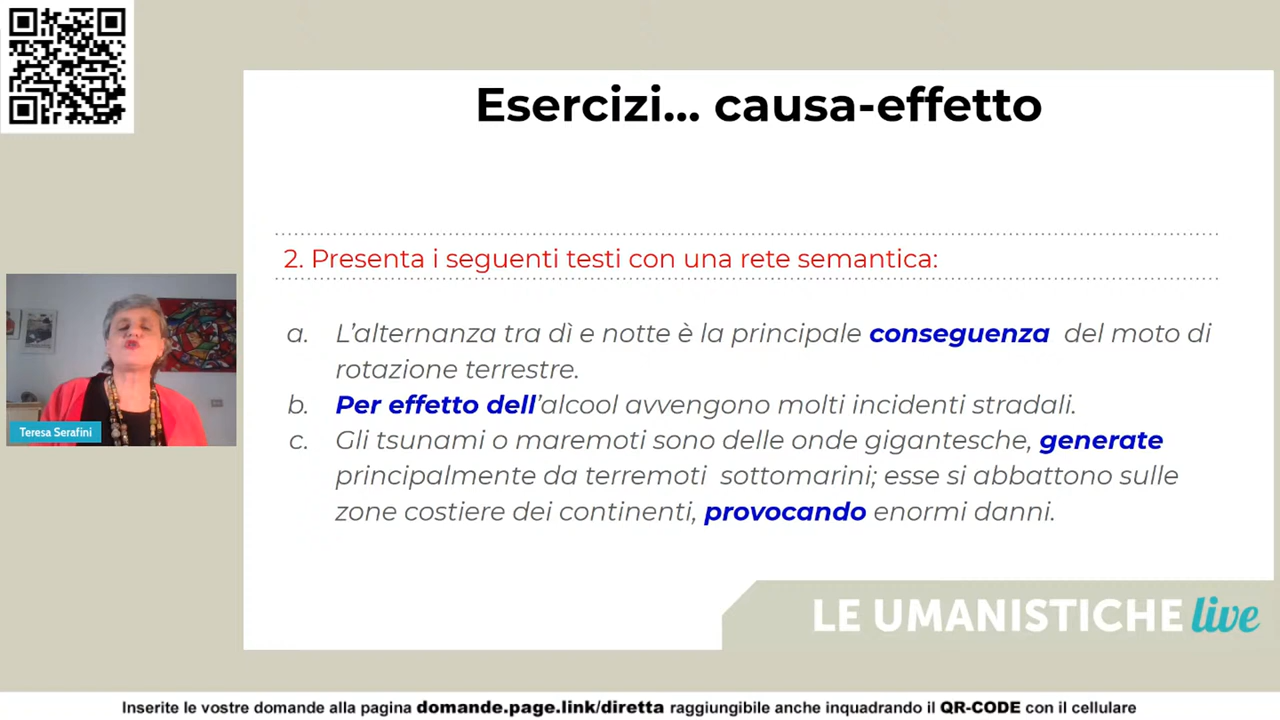 Esercizi... causa-effetto
2. Presenta i seguenti testi con una rete semantica:
a. L'alternanza tra dì e notte è la principale conseguenza del moto di
rotazione terrestre.
b. Per effetto dell'alcool avvengono molti incidenti stradali.
c. Gli tsunami o maremoti sono delle onde gigantesche, generate
principalmente da terremoti sottomarini; esse si abbattono sulle
zone costiere dei continenti, provocando enormi danni.
Teresa Serafini
LE UMANISTICHE live
Inserite le vostre domande alla pagina domande.page.link/diretta raggiungibile anche inquadrando il QR-CODE con il cellulare